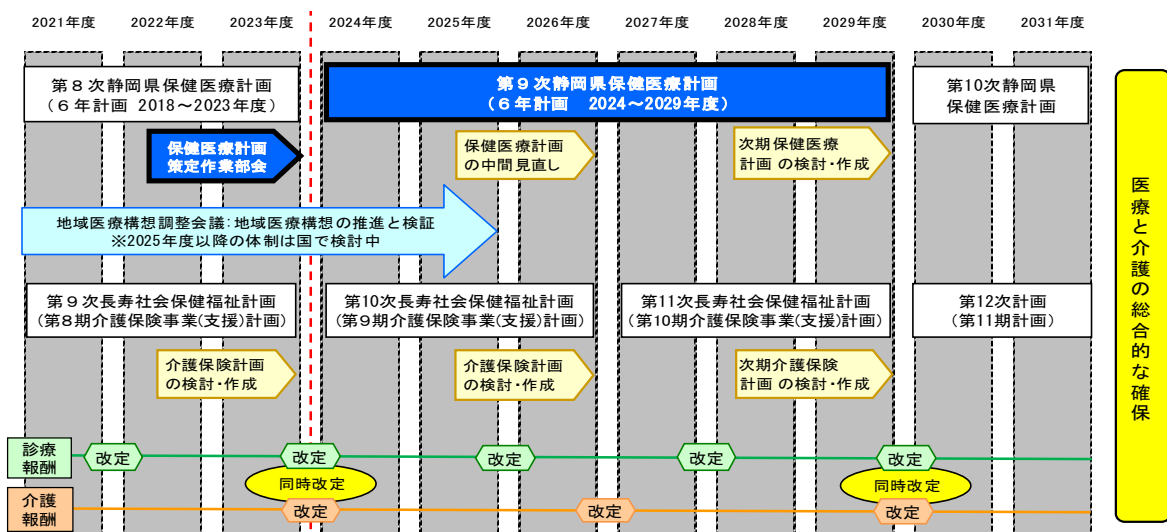 2021年度 2022年度 2023年度 2024年度 2025年度 2026年度 2027年度 2028年度 2029年度 2030年度 2031年度
第8次静岡県保健医療計画
(6年計画 2018～2023年度)
第9次静岡県保健医療計画
(6年計画 2024～2029年度)
第10次静岡県
保健医療計画
保健医療計画
策定作業部会
保健医療計画
の中間見直し
次期保健医療
計画の検討・作成
地域医療構想調整会議:地域医療構想の推進と検証
※2025年度以降の体制は国で検討中
第9次長寿社会保健福祉計画
(第8期介護保険事業(支援)計画)
第10次長寿社会保健福祉計画
(第9期介護保険事業(支援)計画)
第11次長寿社会保健福祉計画
(第10期介護保険事業(支援)計画)
第12次計画
(第11期計画)
介護保険計画
の検討・作成
介護保険計画
の検討・作成
次期介護保険
計画の検討・作成
診療
報酬
改定 改定 改定 改定 改定
同時改定 同時改定
介護
報酬
改定 改定 改定
医療と介護の総合的な確保